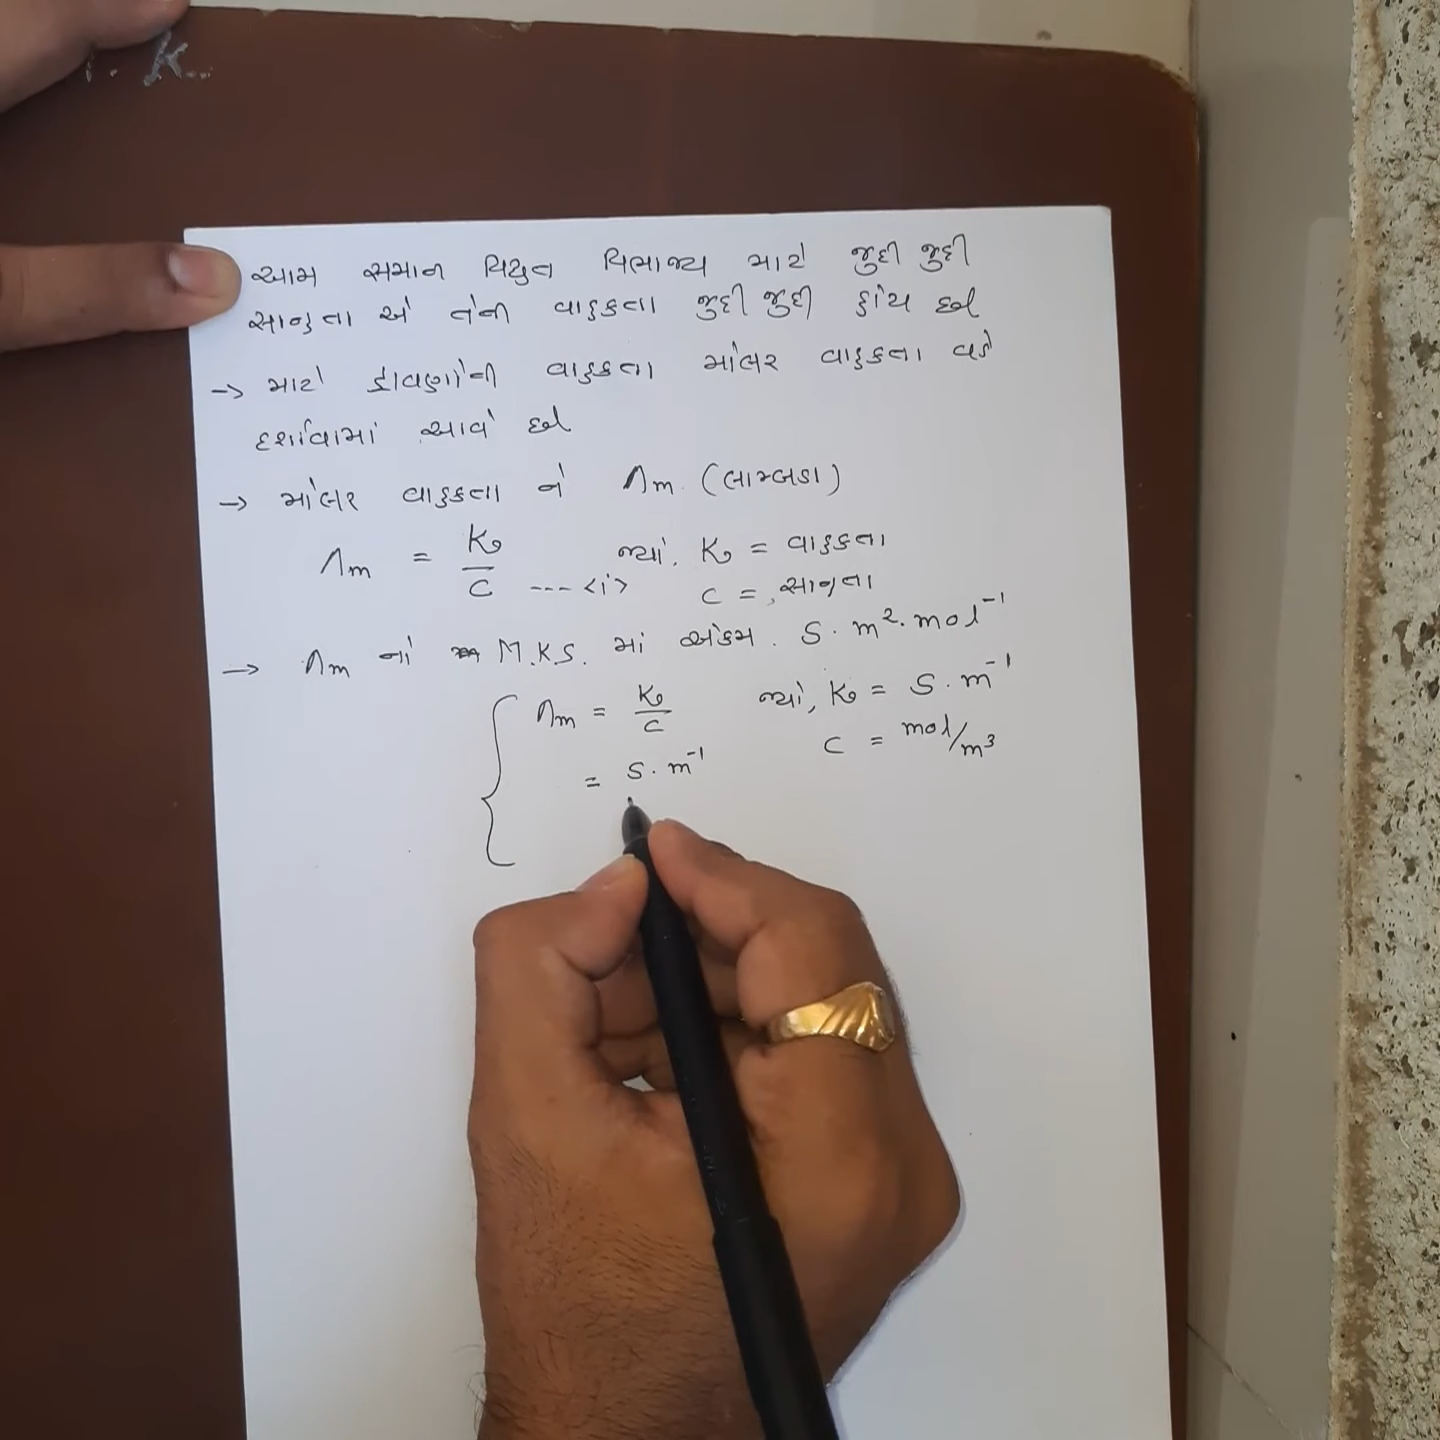 આમ સમાન વિદ્યુત વિભાજ્ય માટે જુદી જુદી
સાન્દ્રતા એ તેની વાહકતા જુદી જુદી હોય છે
→ માટે દ્રાવણોની વાહકતા મોલર વાહકતા વડે
દર્શાવવામાં આવે છે
→ મોલર વાહકતા ને Λm (લામ્બડા)
Λm = K/C ---<i> જ્યાં, K = વાહકતા
C = સાન્દ્રતા
→ Λm નો M.K.S. માં એકમ. S. m². mol⁻¹
Λm = K/C જ્યાં, K = S. m⁻¹
C = mol/m³
= S. m⁻¹